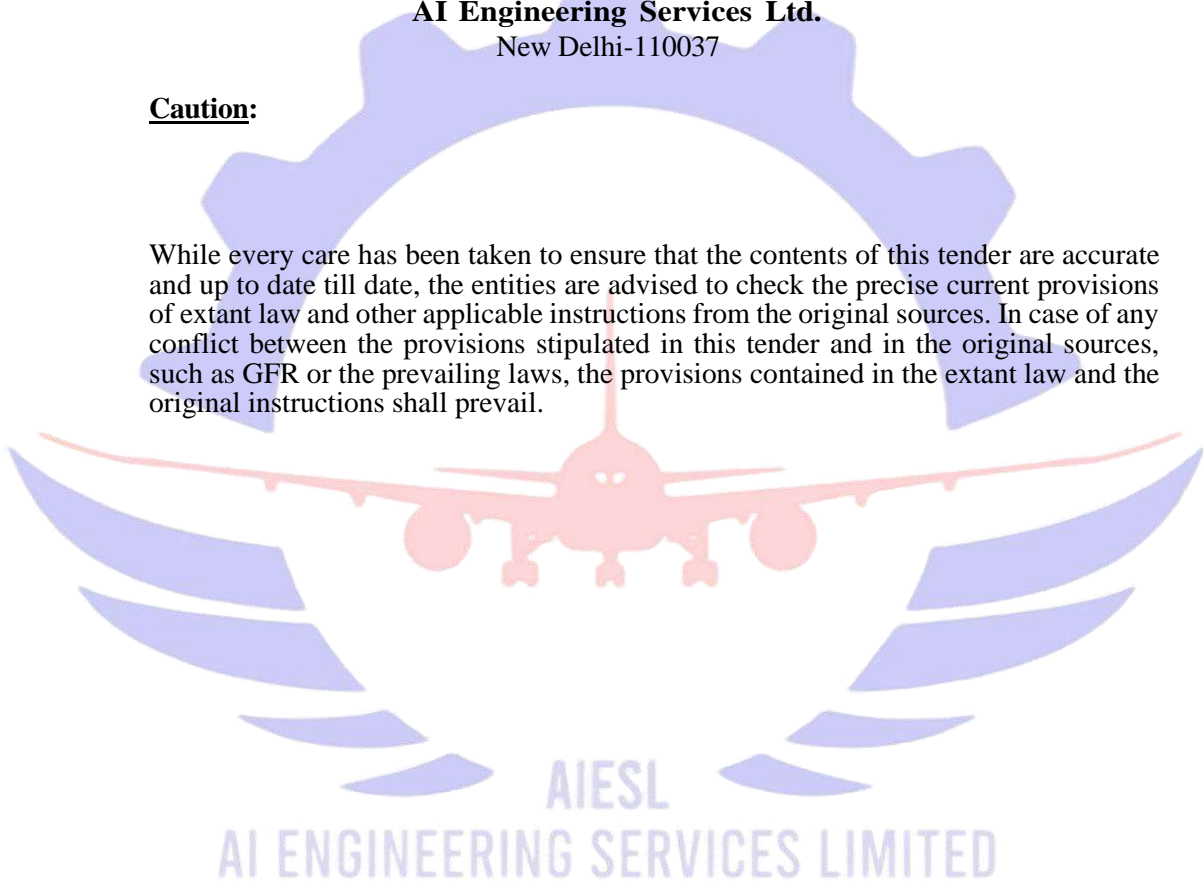 AI Engineering Services Ltd.
New Delhi-110037
Caution:
While every care has been taken to ensure that the contents of this tender are accurate
and up to date till date, the entities are advised to check the precise current provisions
of extant law and other applicable instructions from the original sources. In case of any
conflict between the provisions stipulated in this tender and in the original sources,
such as GFR or the prevailing laws, the provisions contained in the extant law and the
original instructions shall prevail.
AIESL
AI ENGINEERING SERVICES LIMITED